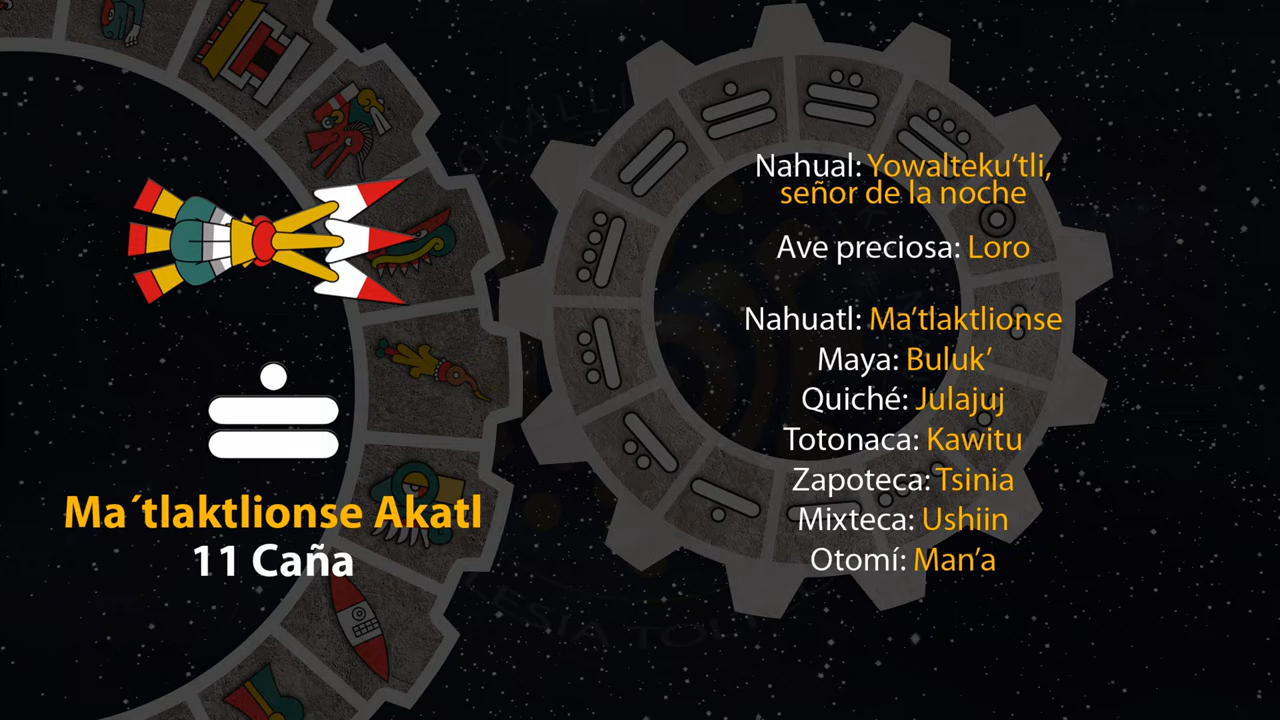 Ma´tlaktlionse Akatl
11 Caña
Nahual: Yowalteku’tli,
señor de la noche
Ave preciosa: Loro
Nahuatl: Ma’tlaktlionse
Maya: Buluk’
Quiché: Julajuj
Totonaca: Kawitu
Zapoteca: Tsinia
Mixteca: Ushiin
Otomí: Man’a